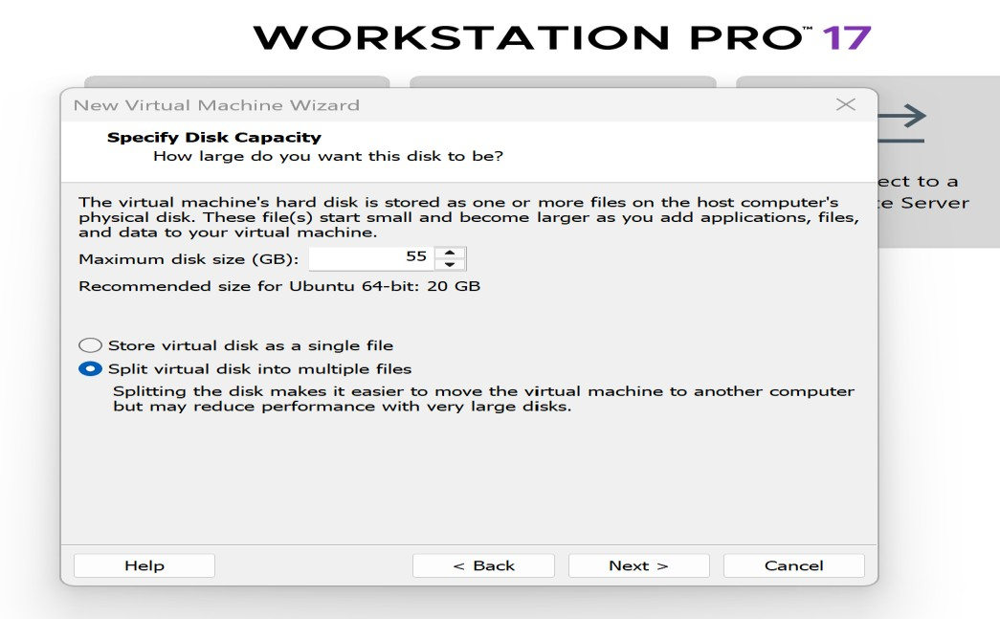 WORKSTATION PRO™ 17
New Virtual Machine Wizard
Specify Disk Capacity
How large do you want this disk to be?
The virtual machine's hard disk is stored as one or more files on the host computer's
physical disk. These file(s) start small and become larger as you add applications, files,
and data to your virtual machine.
Maximum disk size (GB): 55
Recommended size for Ubuntu 64-bit: 20 GB
Store virtual disk as a single file
Split virtual disk into multiple files
Splitting the disk makes it easier to move the virtual machine to another computer
but may reduce performance with very large disks.
Help
< Back
Next >
Cancel
ect to a
e Server